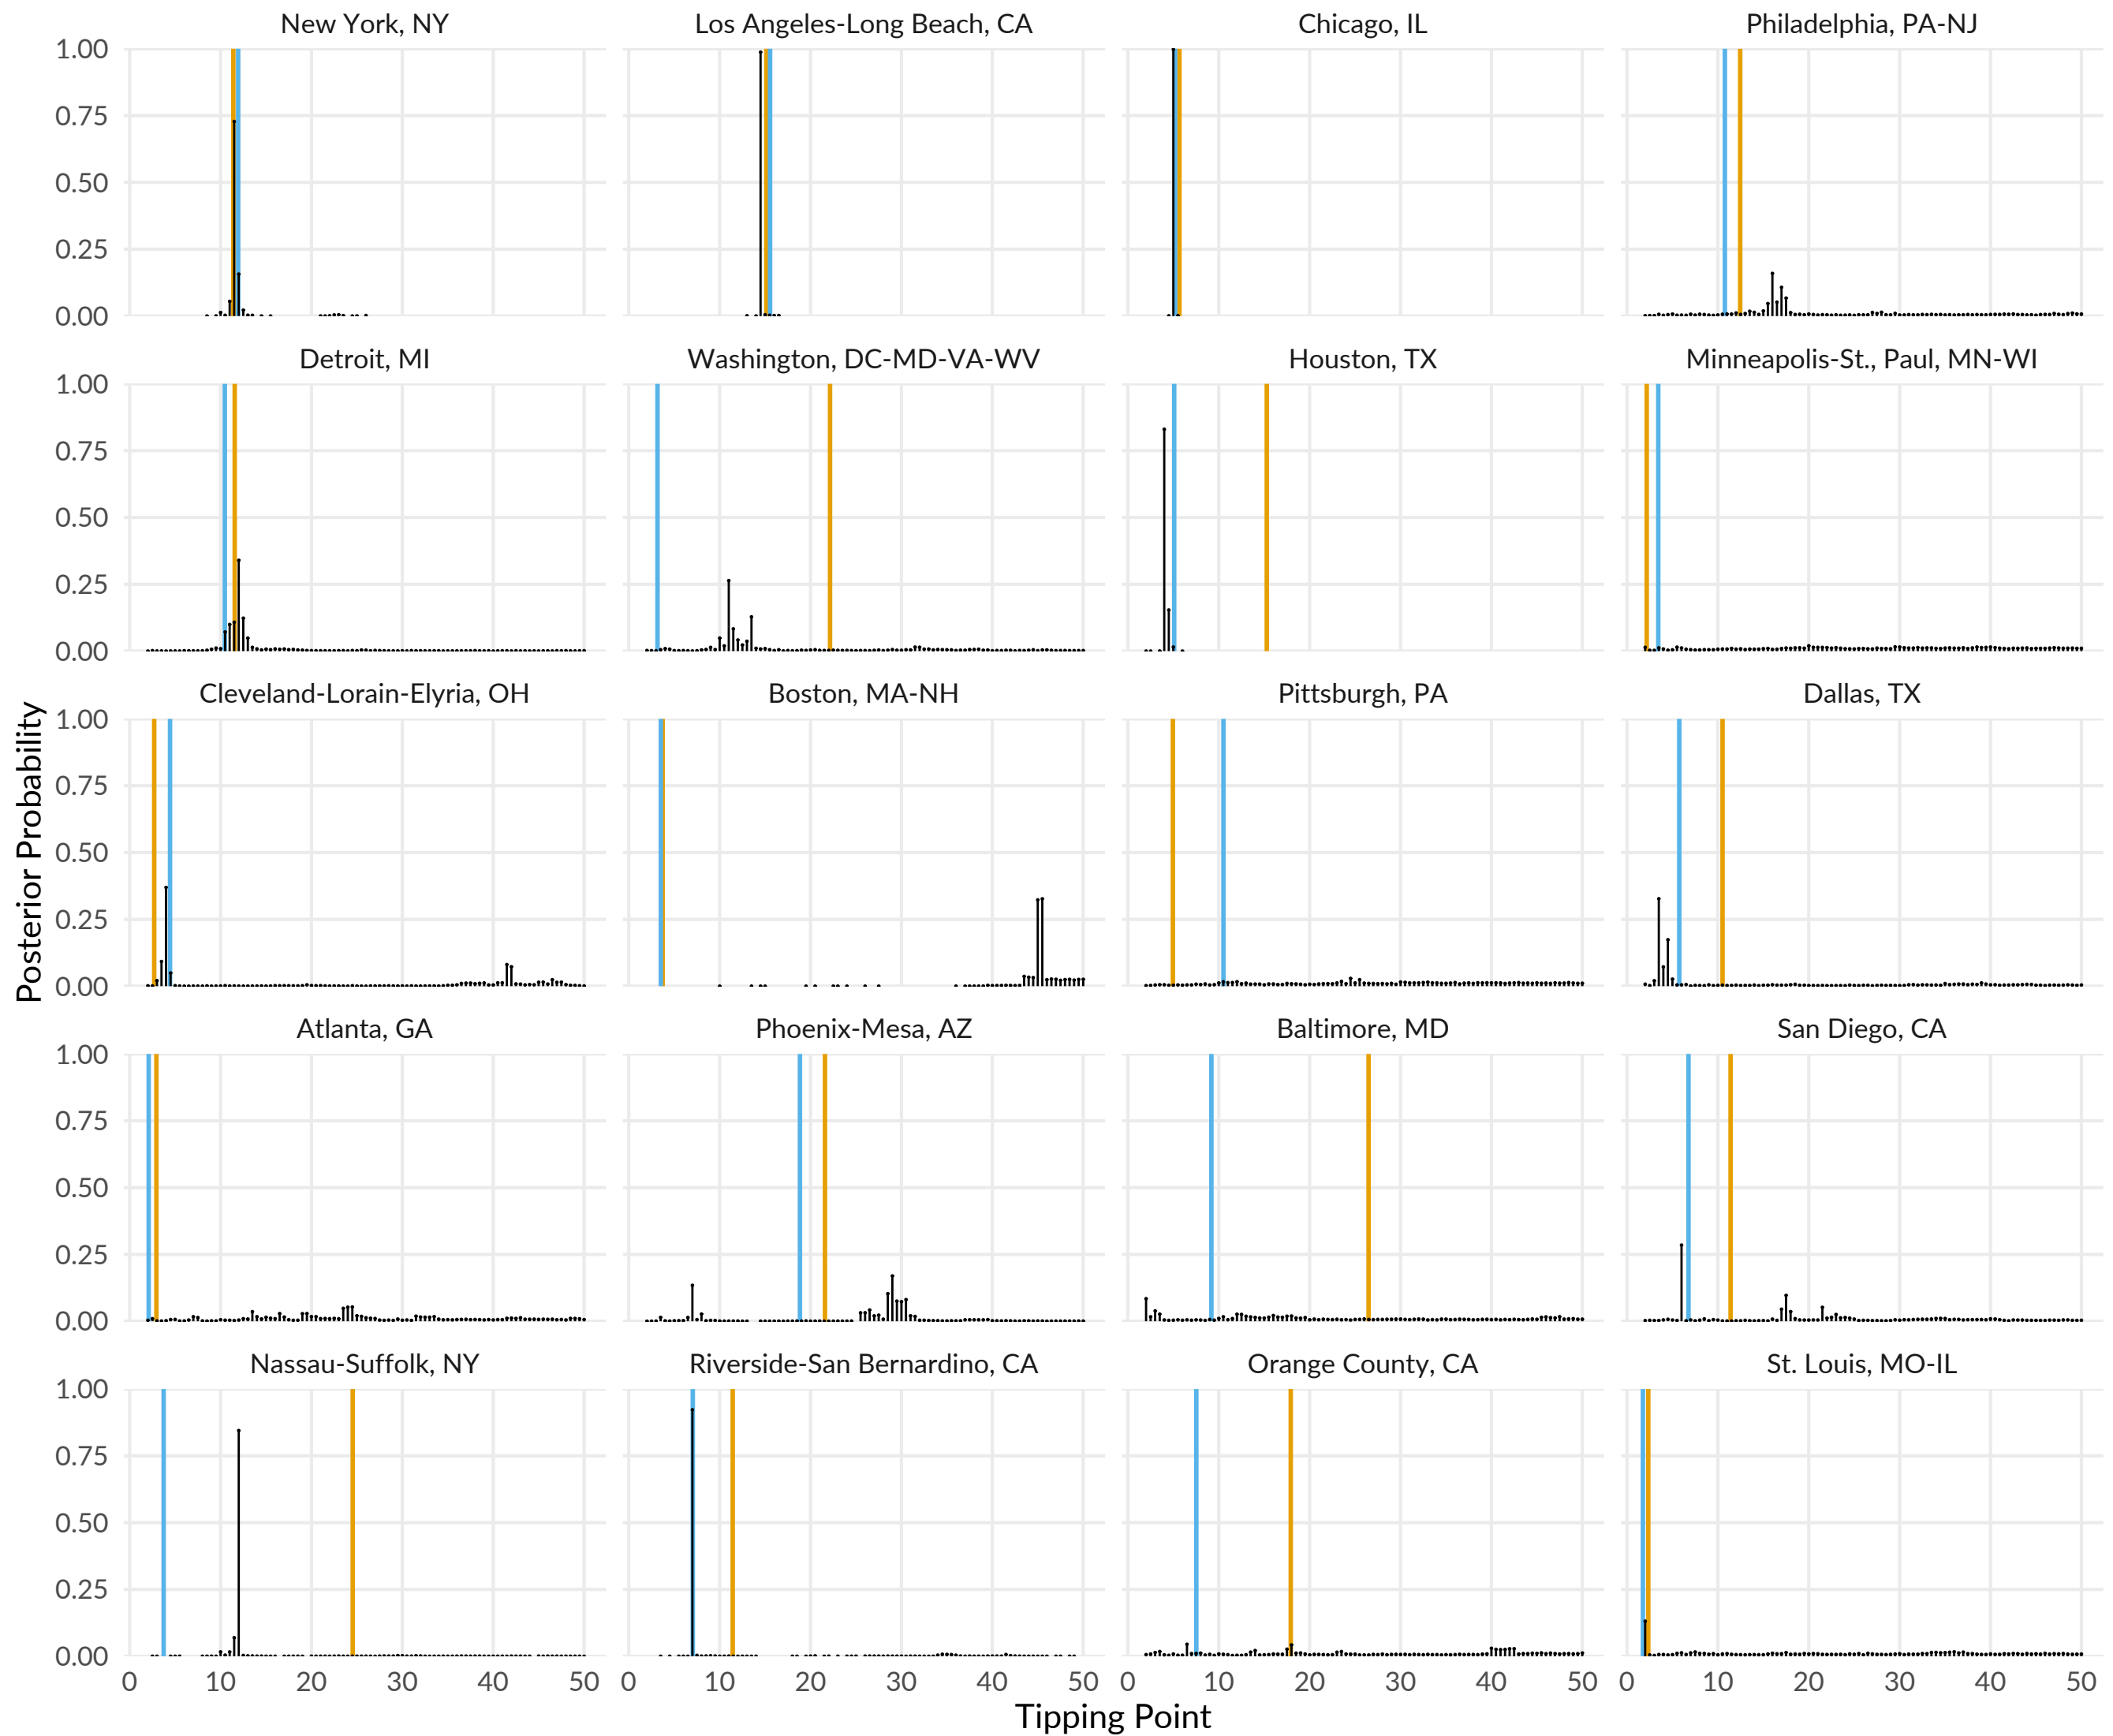 New York, NY
Los Angeles-Long Beach, CA
Chicago, IL
Philadelphia, PA-NJ
1.00
0.75
0.50
0.25
0.00
Detroit, MI
Washington, DC-MD-VA-WV
Houston, TX
Minneapolis-St., Paul, MN-WI
1.00
0.75
0.50
0.25
0.00
Cleveland-Lorain-Elyria, OH
Boston, MA-NH
Pittsburgh, PA
Dallas, TX
1.00
0.75
0.50
0.25
0.00
Posterior Probability
Atlanta, GA
Phoenix-Mesa, AZ
Baltimore, MD
San Diego, CA
1.00
0.75
0.50
0.25
0.00
Nassau-Suffolk, NY
Riverside-San Bernardino, CA
Orange County, CA
St. Louis, MO-IL
1.00
0.75
0.50
0.25
0.00
0 10 20 30 40 50 0 10 20 30 40 50 0 10 20 30 40 50 0 10 20 30 40 50
Tipping Point